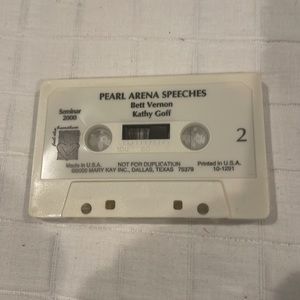 PEARL ARENA SPEECHES
Bett Vernon
Kathy Goff
Seminar
2000
2
Made in U.S.A.
NOT FOR DUPLICATION
Printed in U.S.A.
©2000 MARY KAY INC., DALLAS, TEXAS 75379
10-1291